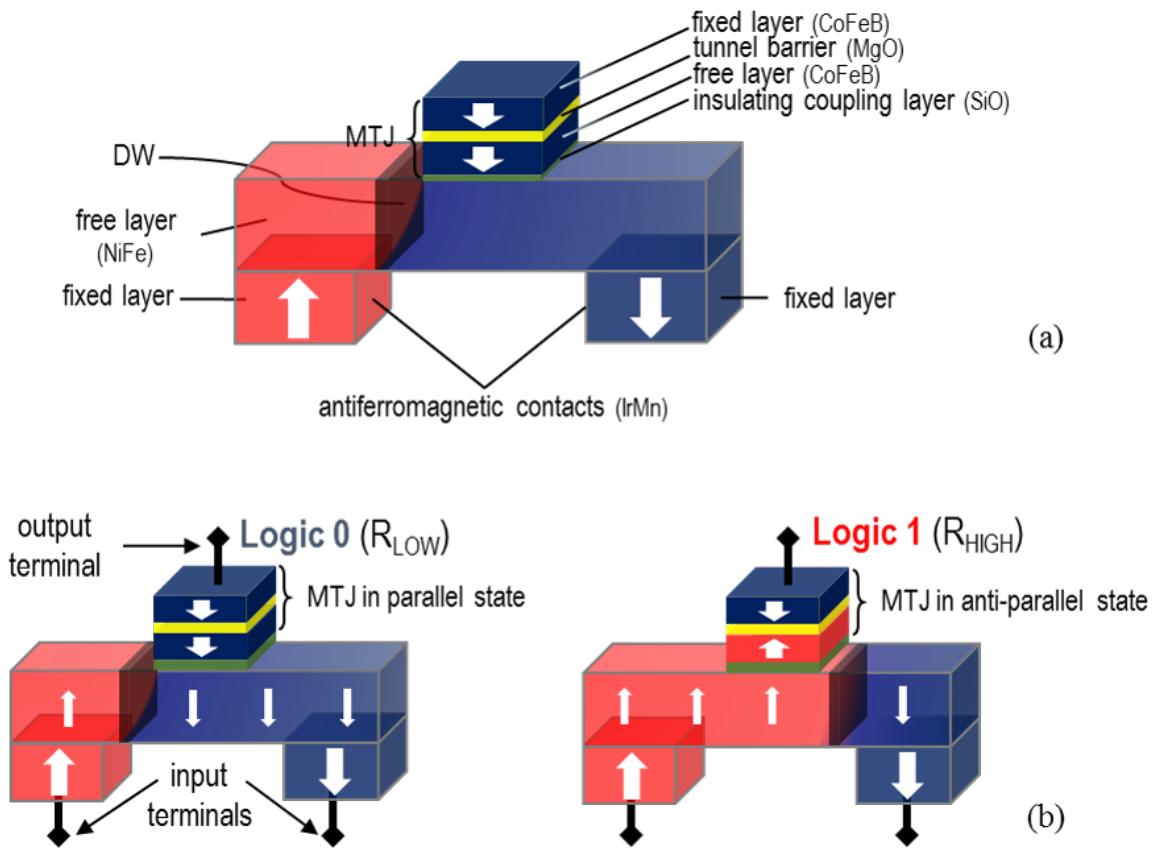 fixed layer (CoFeB)
tunnel barrier (MgO)
free layer (CoFeB)
insulating coupling layer (SiO)
MTJ
DW
free layer
(NiFe)
fixed layer
fixed layer
(a)
antiferromagnetic contacts (IrMn)
output
terminal
Logic 0 (RLOW)
MTJ in parallel state
Logic 1 (RHIGH)
MTJ in anti-parallel state
input
terminals
(b)